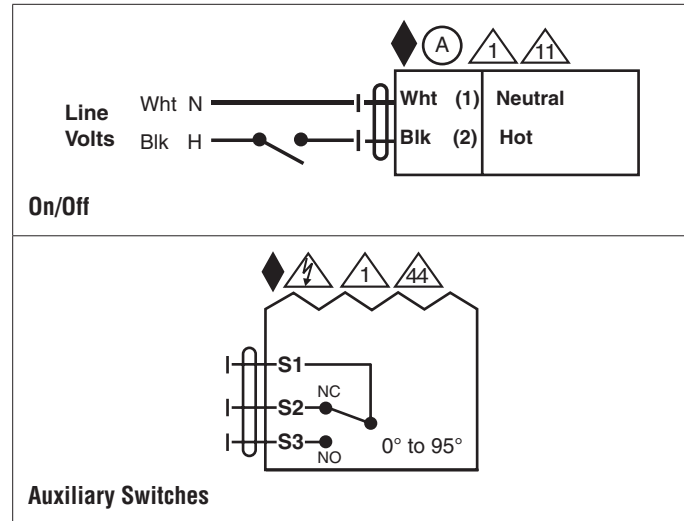 A 1 11
Line Volts
Wht N
Blk H
Wht (1) Neutral
Blk (2) Hot
On/Off
1 44
S1
NC
S2
S3
NO
0° to 95°
Auxiliary Switches